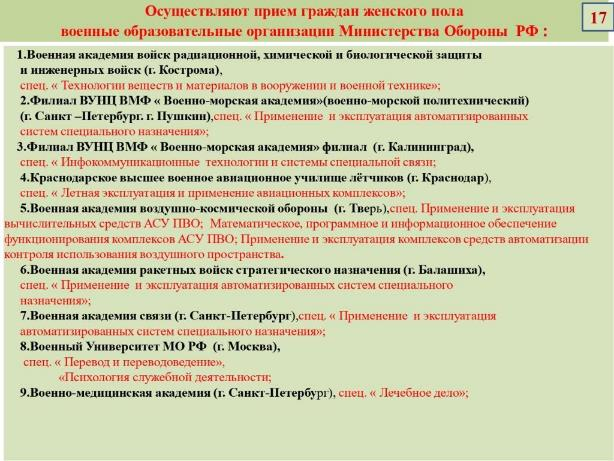 Осуществляют прием граждан женского пола
военные образовательные организации Министерства Обороны РФ :
17
1.Военная академия войск радиационной, химической и биологической защиты
и инженерных войск (г. Кострома),
спец. « Технологии веществ и материалов в вооружении и военной технике»;
2.Филиал ВУНЦ ВМФ « Военно-морская академия»(военно-морской политехнический)
(г. Санкт –Петербург. г. Пушкин),спец. « Применение и эксплуатация автоматизированных
систем специального назначения»;
3.Филиал ВУНЦ ВМФ « Военно-морская академия» филиал (г. Калининград),
спец. « Инфокоммуникационные технологии и системы специальной связи;
4.Краснодарское высшее военное авиационное училище лётчиков (г. Краснодар),
спец. « Летная эксплуатация и применение авиационных комплексов»;
5.Военная академия воздушно-космической обороны (г. Тверь),спец. Применение и эксплуатация
вычислительных средств АСУ ПВО; Математическое, программное и информационное обеспечение
функционирования комплексов АСУ ПВО; Применение и эксплуатация комплексов средств автоматизации
контроля использования воздушного пространства.
6.Военная академия ракетных войск стратегического назначения (г. Балашиха),
спец. « Применение и эксплуатация автоматизированных систем специального
назначения»;
7.Военная академия связи (г. Санкт-Петербург),спец. « Применение и эксплуатация
автоматизированных систем специального назначения»;
8.Военный Университет МО РФ (г. Москва),
спец. « Перевод и переводоведение»,
«Психология служебной деятельности;
9.Военно-медицинская академия (г. Санкт-Петербург), спец. « Лечебное дело»;